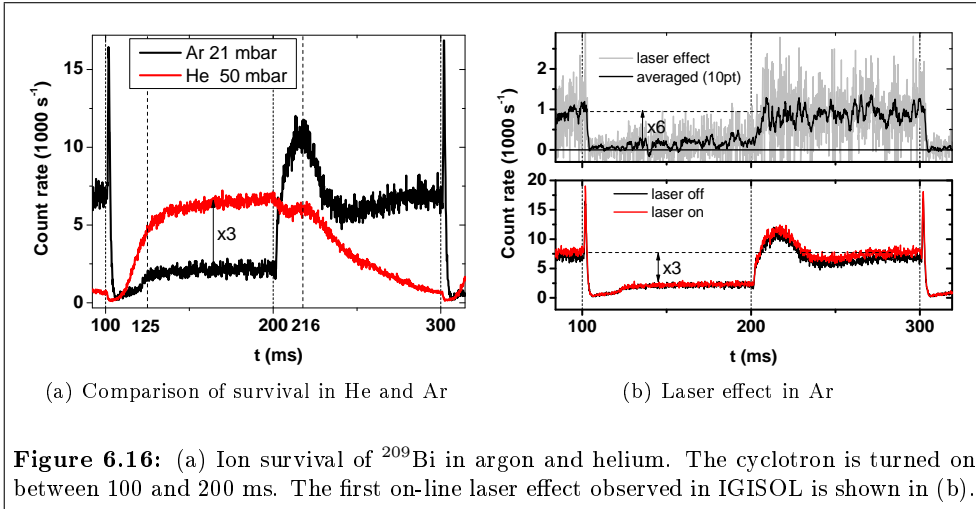 Ar 21 mbar
He 50 mbar
15
10
5
0
Count rate (1000 s⁻¹)
x3
100
125
200
216
300
t (ms)
(a) Comparison of survival in He and Ar
laser effect
averaged (10pt)
2
1
0
x6
Count rate (1000 s⁻¹)
laser off
laser on
20
15
10
5
0
x3
100
200
300
t (ms)
(b) Laser effect in Ar
Figure 6.16: (a) Ion survival of ²⁰⁹Bi in argon and helium. The cyclotron is turned on
between 100 and 200 ms. The first on-line laser effect observed in IGISOL is shown in (b).